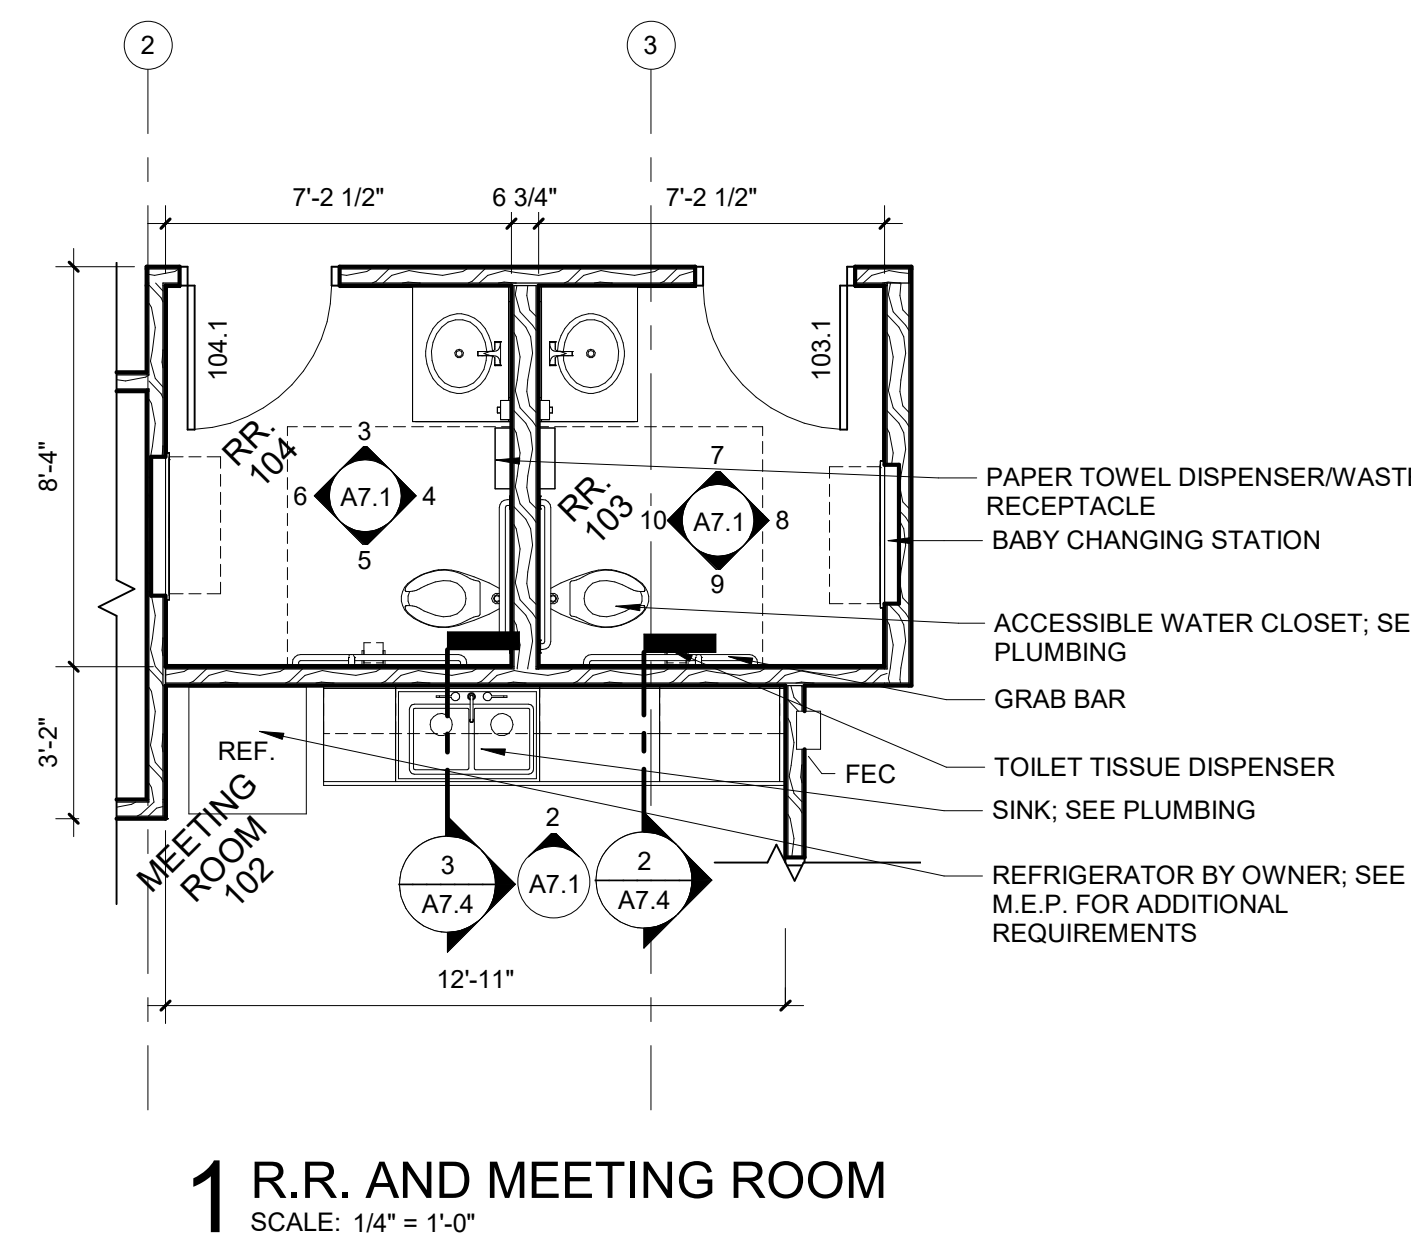 2
3
7'-2 1/2"
6 3/4"
7'-2 1/2"
8'-4"
3'-2"
104.1
103.1
RR.
104
3
6
A7.1
4
5
RR.
103
7
10
A7.1
8
9
PAPER TOWEL DISPENSER/WASTE
RECEPTACLE
BABY CHANGING STATION
ACCESSIBLE WATER CLOSET; SE
PLUMBING
GRAB BAR
TOILET TISSUE DISPENSER
SINK; SEE PLUMBING
REFRIGERATOR BY OWNER; SEE
M.E.P. FOR ADDITIONAL
REQUIREMENTS
REF.
FEC
MEETING
ROOM
102
3
A7.4
2
A7.1
2
A7.4
12'-11"
1
R.R. AND MEETING ROOM
SCALE: 1/4" = 1'-0"